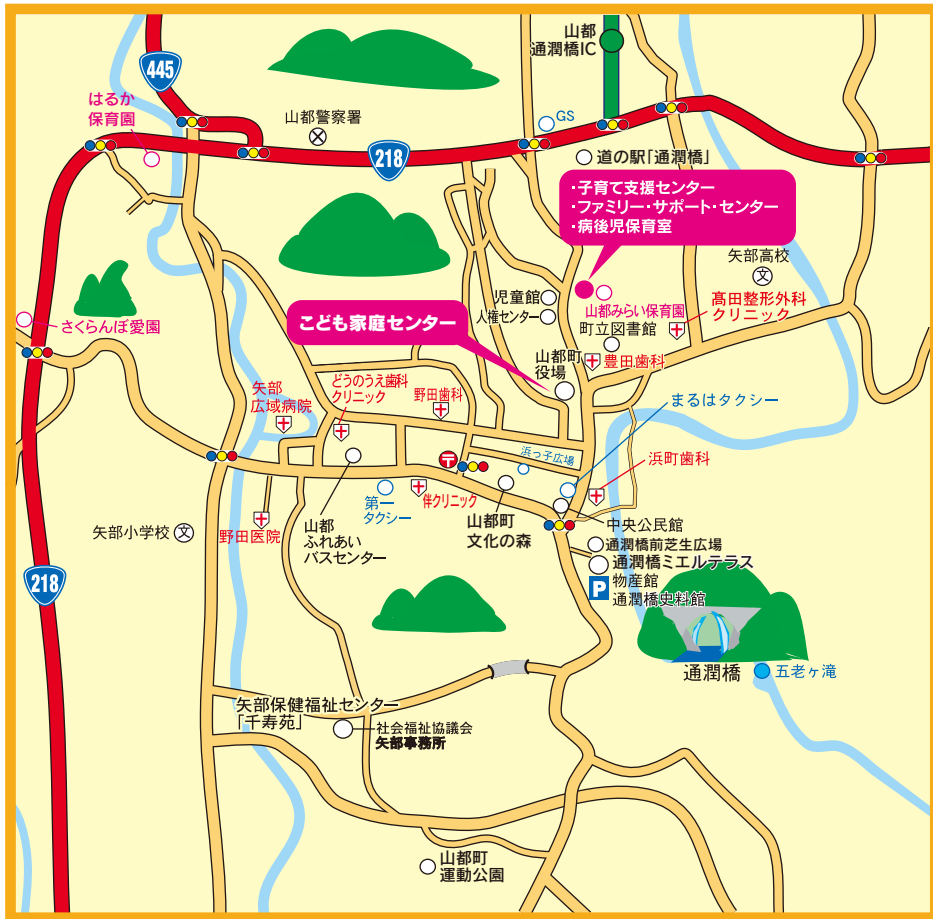 山都
通潤橋IC
445
はるか
保育園
山都警察署
GS
218
道の駅「通潤橋」
・子育て支援センター
・ファミリー・サポート・センター
・病後児保育室
矢部高校
文
児童館
人権センター
山都みらい保育園
町立図書館
髙田整形外科
クリニック
さくらんぼ愛園
こども家庭センター
山都町
役場
豊田歯科
矢部
広域病院
どうのうえ歯科
クリニック
野田歯科
まるはタクシー
浜っ子広場
浜町歯科
〒
第一
タクシー
伴クリニック
山都町
文化の森
中央公民館
矢部小学校
文
野田医院
山都
ふれあい
バスセンター
通潤橋前芝生広場
通潤橋ミエルテラス
P
物産館
通潤橋史料館
218
通潤橋
五老ヶ滝
矢部保健福祉センター
「千寿苑」
社会福祉協議会
矢部事務所
山都町
運動公園